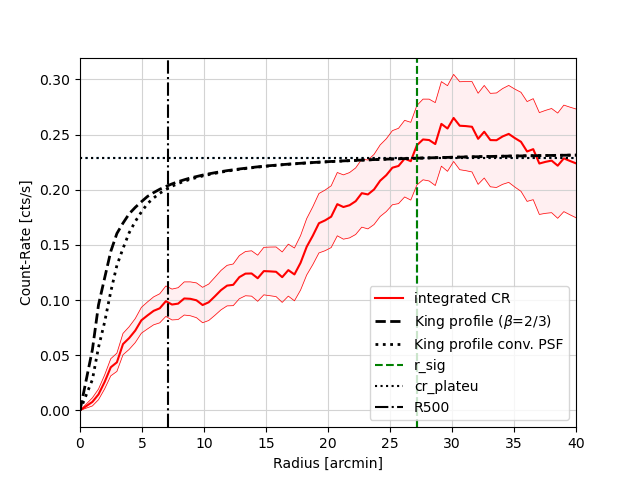 0.30
0.25
0.20
0.15
0.10
0.05
0.00
Count-Rate [cts/s]
integrated CR
King profile (β=2/3)
King profile conv. PSF
r_sig
cr_plateu
R500
0 5 10 15 20 25 30 35 40
Radius [arcmin]